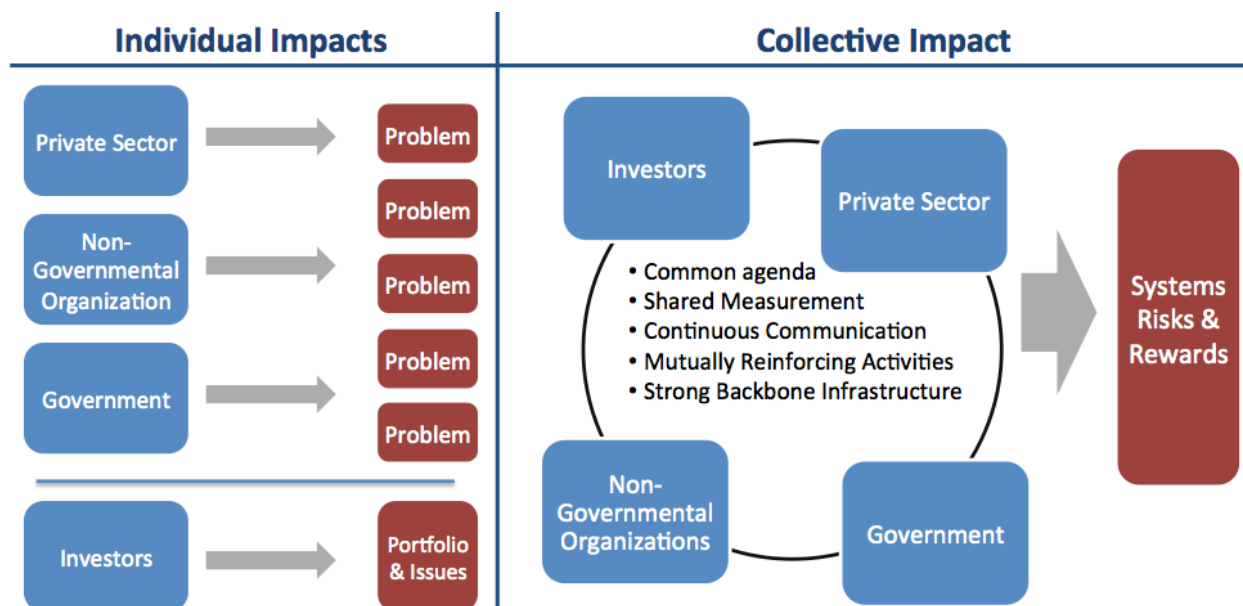 Individual Impacts
Private Sector
Non-
Governmental
Organization
Government
Investors
Problem
Problem
Problem
Problem
Problem
Portfolio
& Issues
Collective Impact
Investors
Private Sector
• Common agenda
• Shared Measurement
• Continuous Communication
• Mutually Reinforcing Activities
• Strong Backbone Infrastructure
Non-
Governmental
Organizations
Government
Systems
Risks &
Rewards